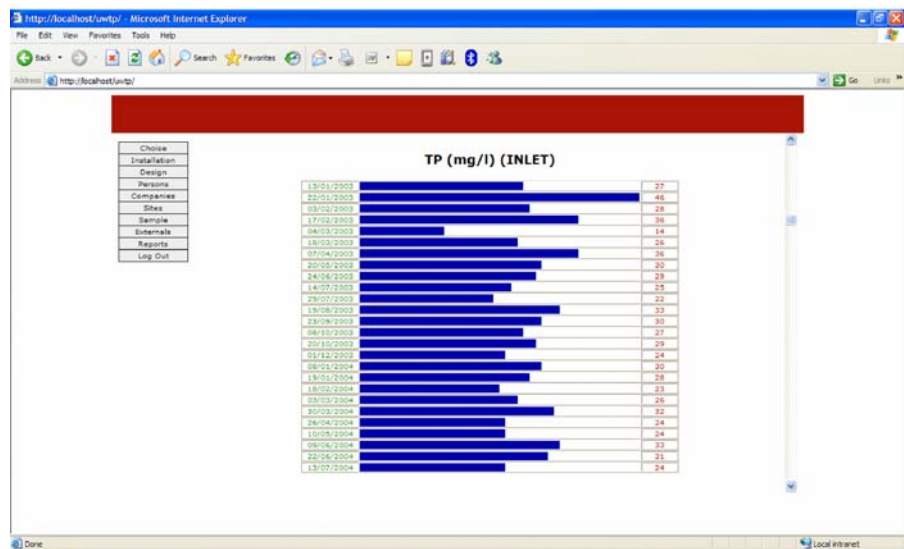 http://localhost/uwtp/ - Microsoft Internet Explorer
File Edit View Favorites Tools Help
Back Search Favorites
Address http://localhost/uwtp/ Go Links »
Choise
Installation
Design
Persons
Companies
Sites
Sample
Externals
Reports
Log Out
TP (mg/l) (INLET)
13/01/2003 27
22/01/2003 46
03/02/2003 28
17/02/2003 36
04/03/2003 14
18/03/2003 26
07/04/2003 36
20/05/2003 30
24/06/2003 29
14/07/2003 25
29/07/2003 22
19/08/2003 33
23/09/2003 30
06/10/2003 27
20/10/2003 29
01/12/2003 24
08/01/2004 30
19/01/2004 28
18/02/2004 23
03/03/2004 26
30/03/2004 32
26/04/2004 24
10/05/2004 24
09/06/2004 33
22/06/2004 31
13/07/2004 24
Done Local intranet